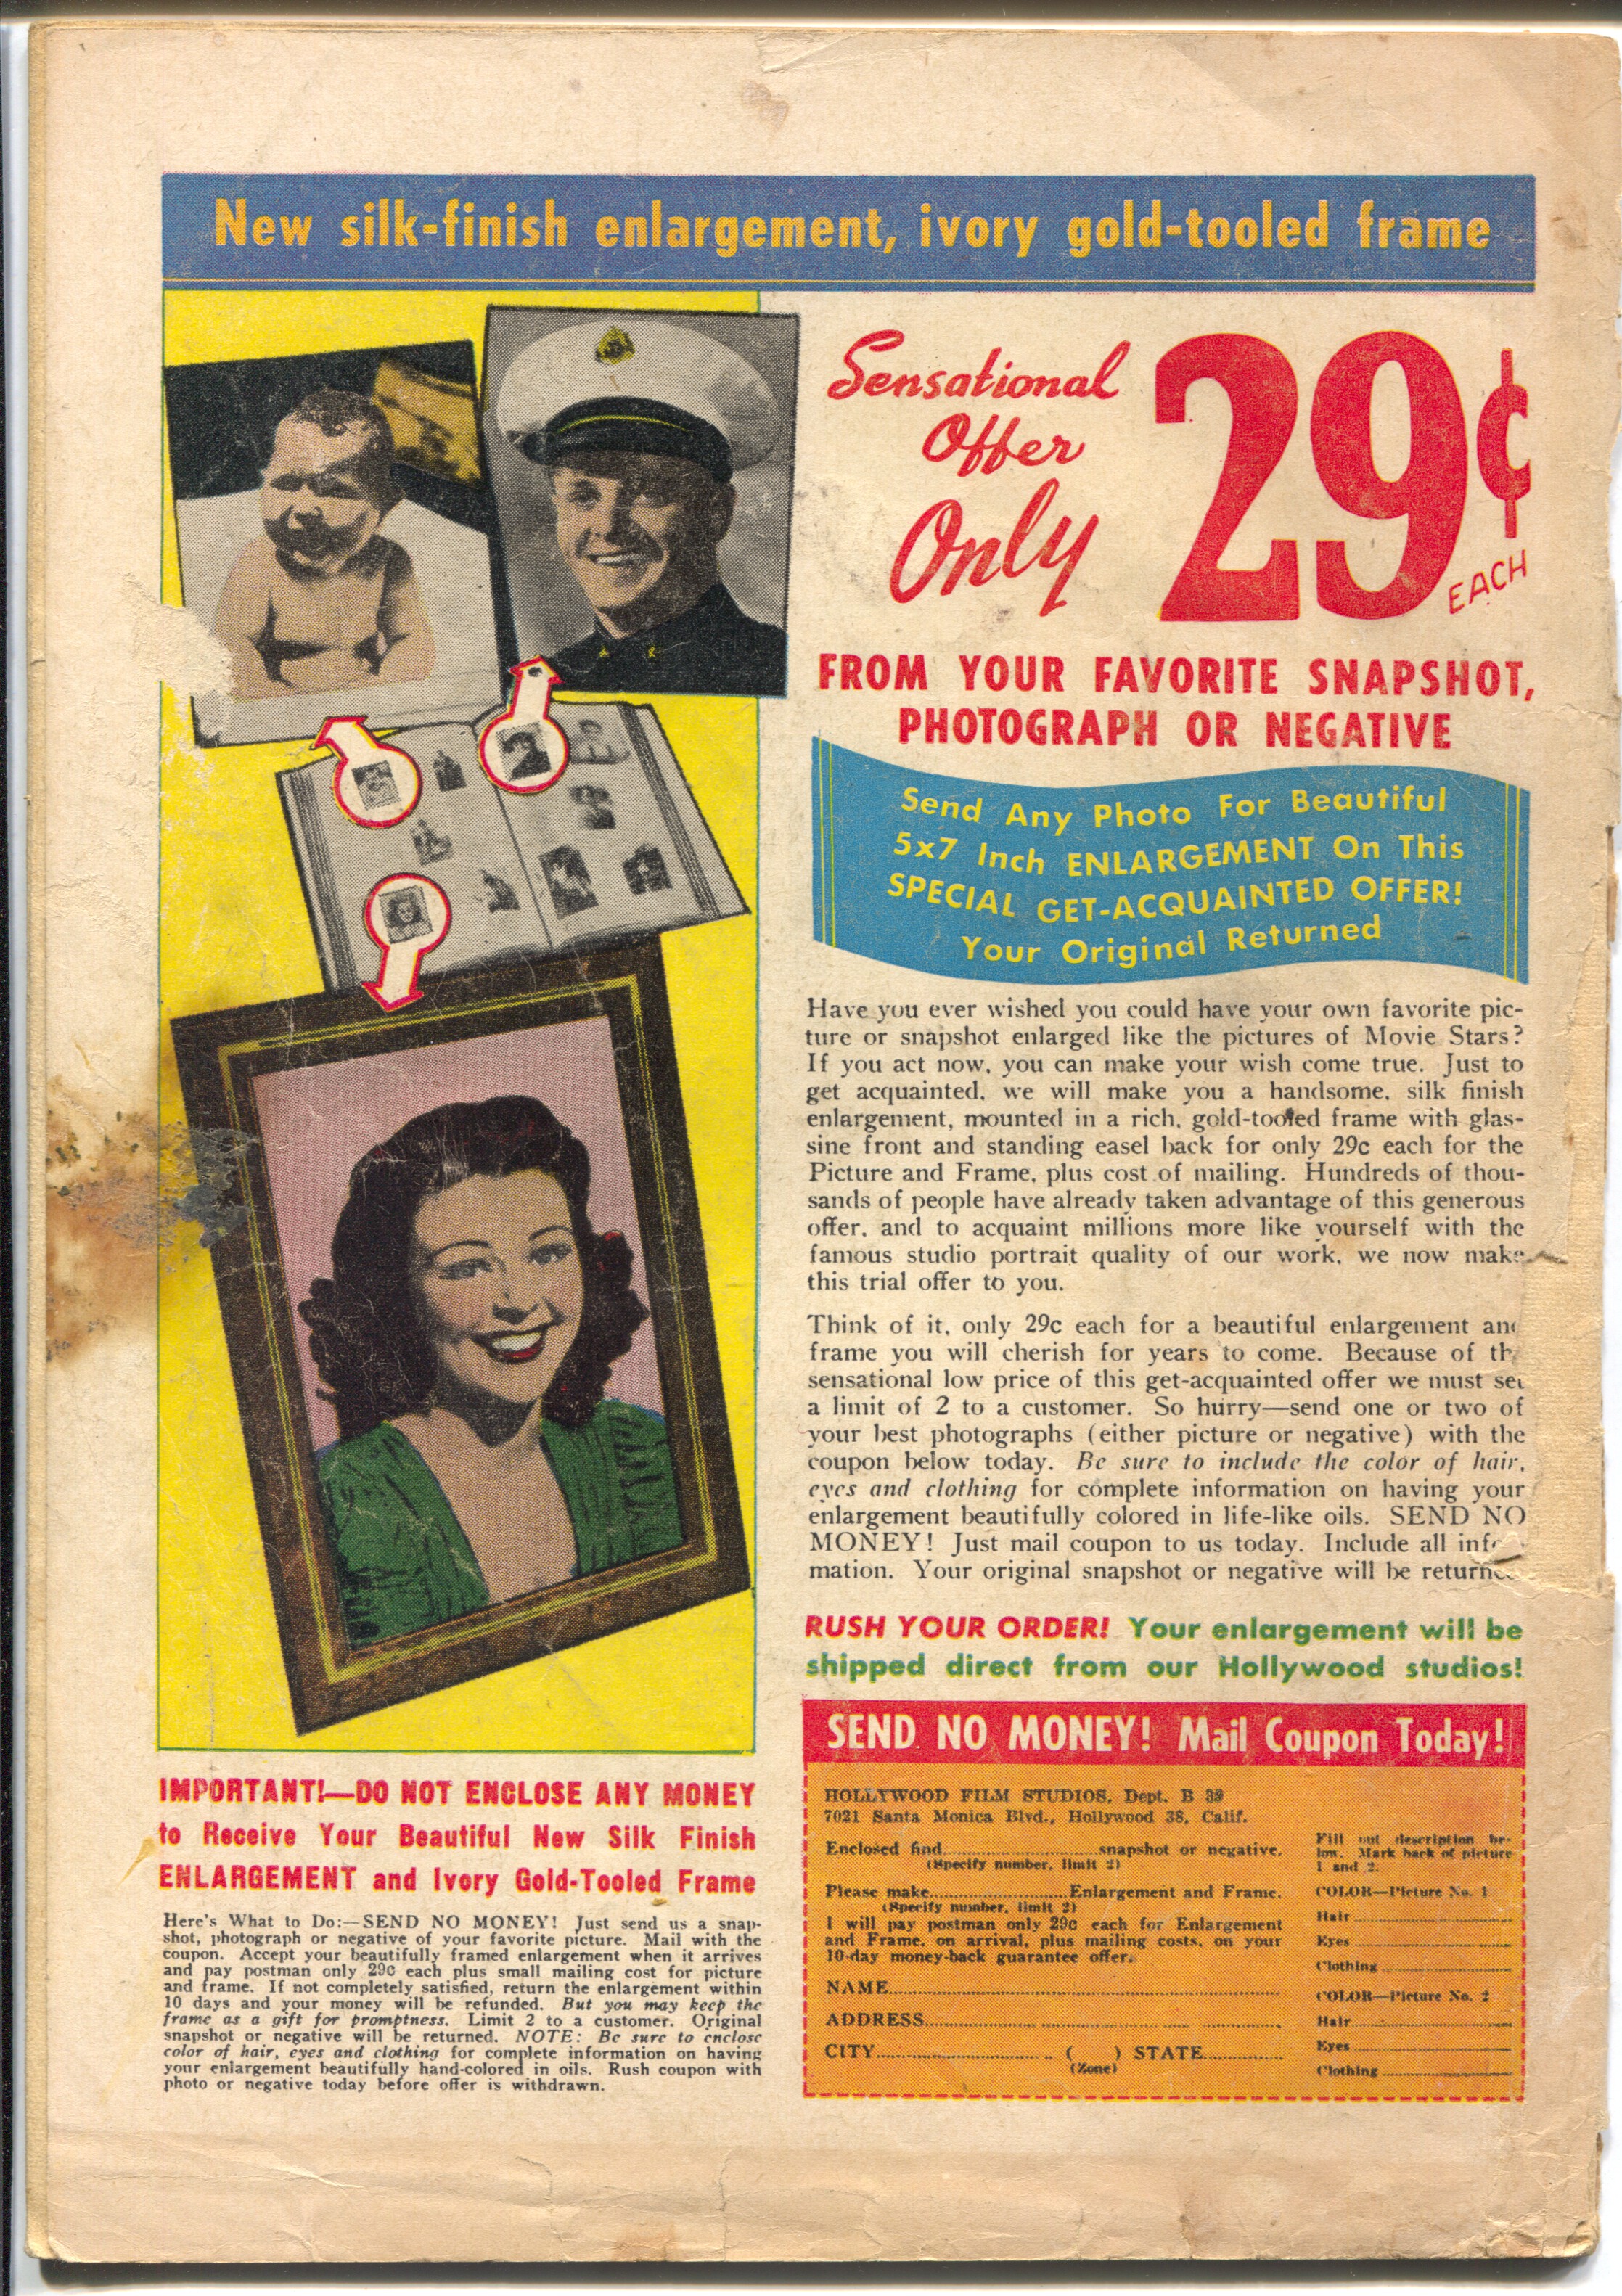 New silk-finish enlargement, ivory gold-tooled frame
Sensational
Offer
Only
29¢
EACH
FROM YOUR FAVORITE SNAPSHOT,
PHOTOGRAPH OR NEGATIVE
Send Any Photo For Beautiful
5x7 Inch ENLARGEMENT On This
SPECIAL GET-ACQUAINTED OFFER!
Your Original Returned
Have you ever wished you could have your own favorite pic-
ture or snapshot enlarged like the pictures of Movie Stars?
If you act now, you can make your wish come true. Just to
get acquainted, we will make you a handsome, silk finish
enlargement, mounted in a rich, gold-tooled frame with glas-
sine front and standing easel back for only 29c each for the
Picture and Frame, plus cost of mailing. Hundreds of thou-
sands of people have already taken advantage of this generous
offer, and to acquaint millions more like yourself with the
famous studio portrait quality of our work, we now make
this trial offer to you.
Think of it, only 29c each for a beautiful enlargement
frame you will cherish for years to come. Because of
sensational low price of this get-acquainted offer we must set
a limit of 2 to a customer. So hurry—send one or two of
your best photographs (either picture or negative) with the
coupon below today. Be sure to include the color of hair,
eyes and clothing for complete information on having your
enlargement beautifully colored in life-like oils. SEND NO
MONEY! Just mail coupon to us today. Include all
mation. Your original snapshot or negative will be
RUSH YOUR ORDER! Your enlargement will be
shipped direct from our Hollywood studios!
IMPORTANT!—DO NOT ENCLOSE ANY MONEY
to Receive Your Beautiful New Silk Finish
ENLARGEMENT and Ivory Gold-Tooled Frame
Here's What to Do:—SEND NO MONEY! Just send us a snap-
shot, photograph or negative of your favorite picture. Mail with the
coupon. Accept your beautifully framed enlargement when it arrives
and pay postman only 29c each plus small mailing cost for picture
and frame. If not completely satisfied, return the enlargement within
10 days and your money will be refunded. But you may keep the
frame as a gift for promptness. Limit 2 to a customer. Original
snapshot or negative will be returned. NOTE: Be sure to enclose
color of hair, eyes and clothing for complete information on having
your enlargement beautifully hand-colored in oils. Rush coupon with
photo or negative today before offer is withdrawn.
SEND NO MONEY! Mail Coupon Today!
HOLLYWOOD FILM STUDIOS, Dept. B 39
7021 Santa Monica Blvd., Hollywood 38, Calif.
Enclosed find snapshot or negative.
(Specify number, limit 2)
Please make Enlargement and Frame.
(Specify number, limit 2)
I will pay postman only 29c each for Enlargement
and Frame, on arrival, plus mailing costs, on your
10-day money-back guarantee offer.
NAME
ADDRESS
CITY ( ) STATE
(Zone)
Fill out description be-
low. Mark back of picture
1 and 2.
COLOR—Picture No. 1
Hair
Eyes
Clothing
COLOR—Picture No. 2
Hair
Eyes
Clothing